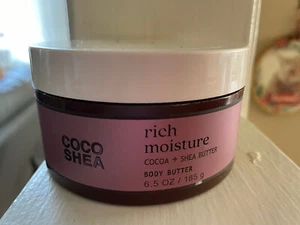 COCO
SHEA
rich
moisture
COCOA + SHEA BUTTER
BODY BUTTER
6.5 OZ / 185 g